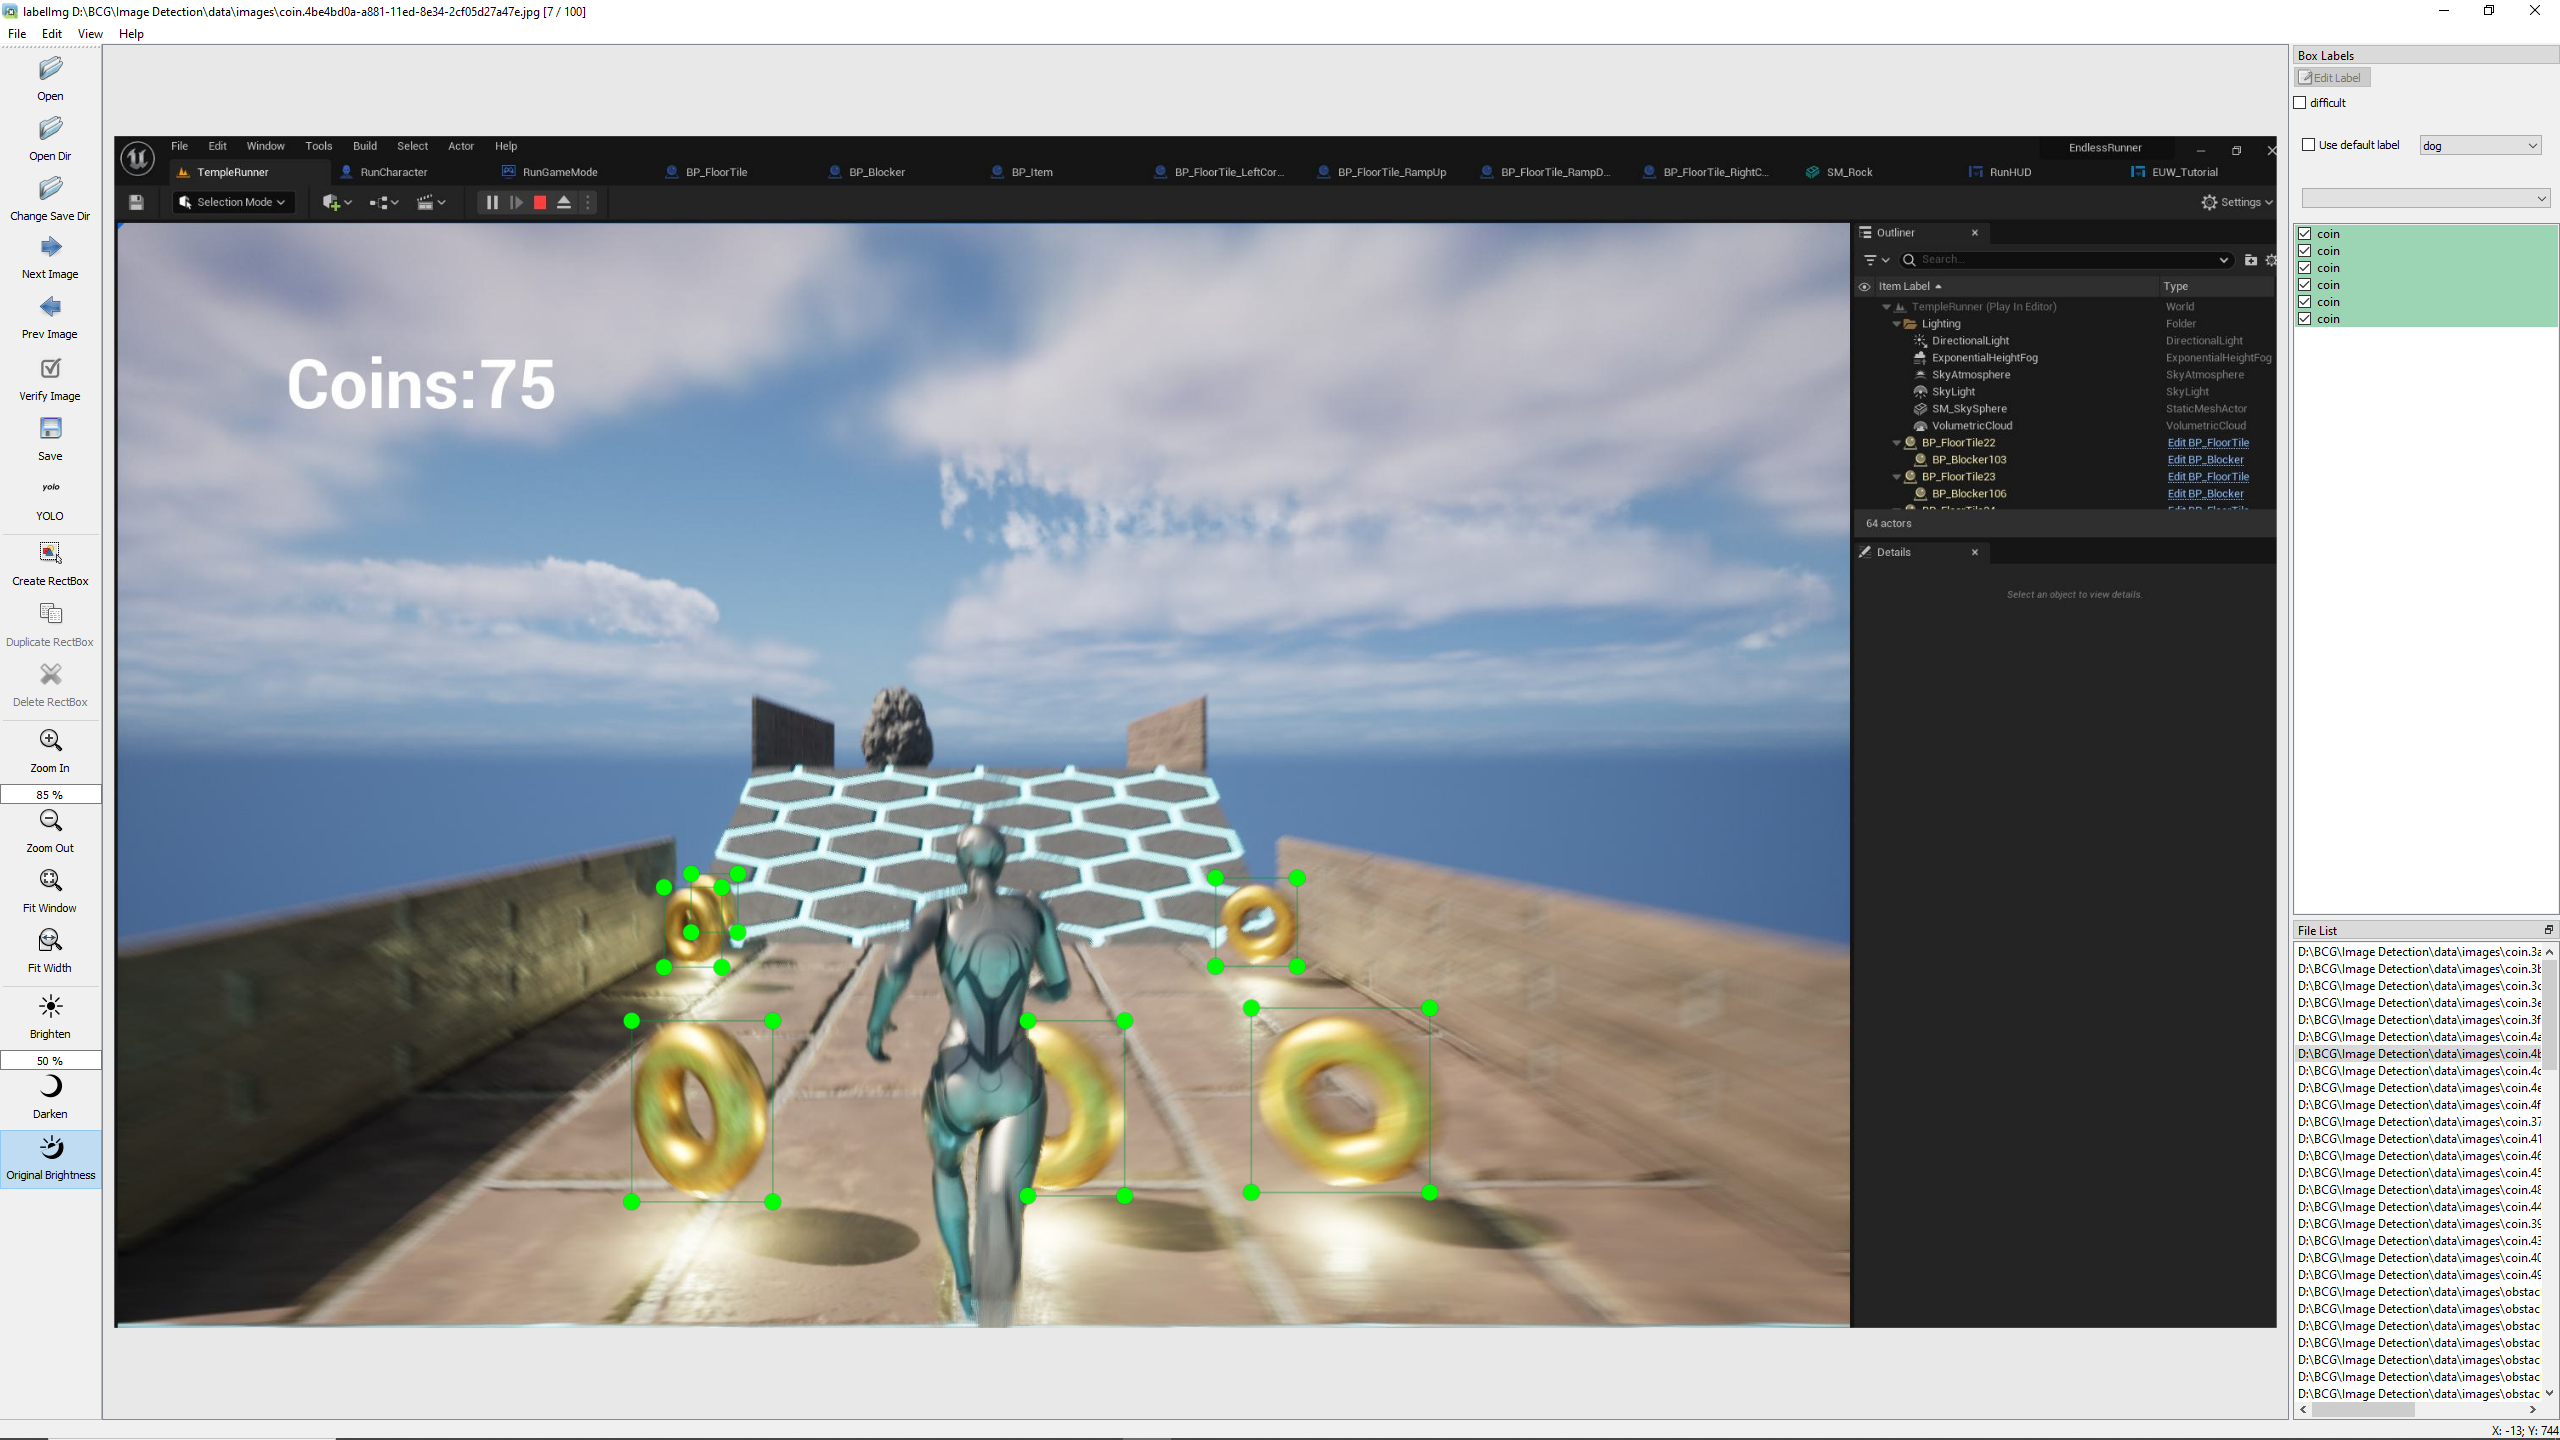 labelImg D:\BCG\Image Detection\data\images\coin.4be4bd0a-a881-11ed-8e34-2cf05d27a47e.jpg [7 / 100]
File Edit View Help
Open
Open Dir
Change Save Dir
Next Image
Prev Image
Verify Image
Save
yolo
YOLO
Create RectBox
Duplicate RectBox
Delete RectBox
Zoom In
85 %
Zoom Out
Fit Window
Fit Width
Brighten
50 %
Darken
Original Brightness
File Edit Window Tools Build Select Actor Help
EndlessRunner
TempleRunner RunCharacter RunGameMode BP_FloorTile BP_Blocker BP_Item BP_FloorTile_LeftCor... BP_FloorTile_RampUp BP_FloorTile_RampD... BP_FloorTile_RightC... SM_Rock RunHUD EUW_Tutorial
Selection Mode
Settings
Coins:75
Outliner
Search...
Item Label Type
TempleRunner (Play In Editor) World
Lighting Folder
DirectionalLight DirectionalLight
ExponentialHeightFog ExponentialHeightFog
SkyAtmosphere SkyAtmosphere
SkyLight SkyLight
SM_SkySphere StaticMeshActor
VolumetricCloud VolumetricCloud
BP_FloorTile22 Edit BP_FloorTile
BP_Blocker103 Edit BP_Blocker
BP_FloorTile23 Edit BP_FloorTile
BP_Blocker106 Edit BP_Blocker
64 actors
Details
Select an object to view details.
Box Labels
Edit Label
difficult
Use default label dog
coin
coin
coin
coin
coin
coin
File List
D:\BCG\Image Detection\data\images\coin.3a
D:\BCG\Image Detection\data\images\coin.3b
D:\BCG\Image Detection\data\images\coin.3c
D:\BCG\Image Detection\data\images\coin.3e
D:\BCG\Image Detection\data\images\coin.3f
D:\BCG\Image Detection\data\images\coin.4a
D:\BCG\Image Detection\data\images\coin.4b
D:\BCG\Image Detection\data\images\coin.4c
D:\BCG\Image Detection\data\images\coin.4e
D:\BCG\Image Detection\data\images\coin.4f
D:\BCG\Image Detection\data\images\coin.37
D:\BCG\Image Detection\data\images\coin.41
D:\BCG\Image Detection\data\images\coin.46
D:\BCG\Image Detection\data\images\coin.45
D:\BCG\Image Detection\data\images\coin.48
D:\BCG\Image Detection\data\images\coin.44
D:\BCG\Image Detection\data\images\coin.39
D:\BCG\Image Detection\data\images\coin.43
D:\BCG\Image Detection\data\images\coin.40
D:\BCG\Image Detection\data\images\coin.49
D:\BCG\Image Detection\data\images\obstac
D:\BCG\Image Detection\data\images\obstac
D:\BCG\Image Detection\data\images\obstac
D:\BCG\Image Detection\data\images\obstac
D:\BCG\Image Detection\data\images\obstac
D:\BCG\Image Detection\data\images\obstac
D:\BCG\Image Detection\data\images\obstac
X: -13; Y: 744